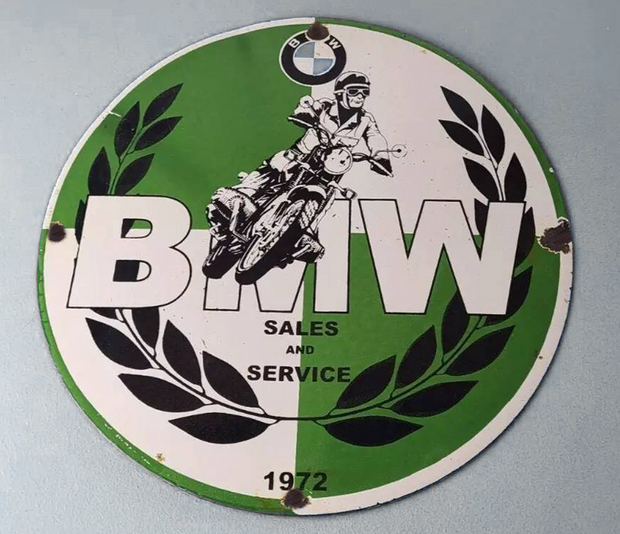 BMW
BMW
SALES
AND
SERVICE
1972